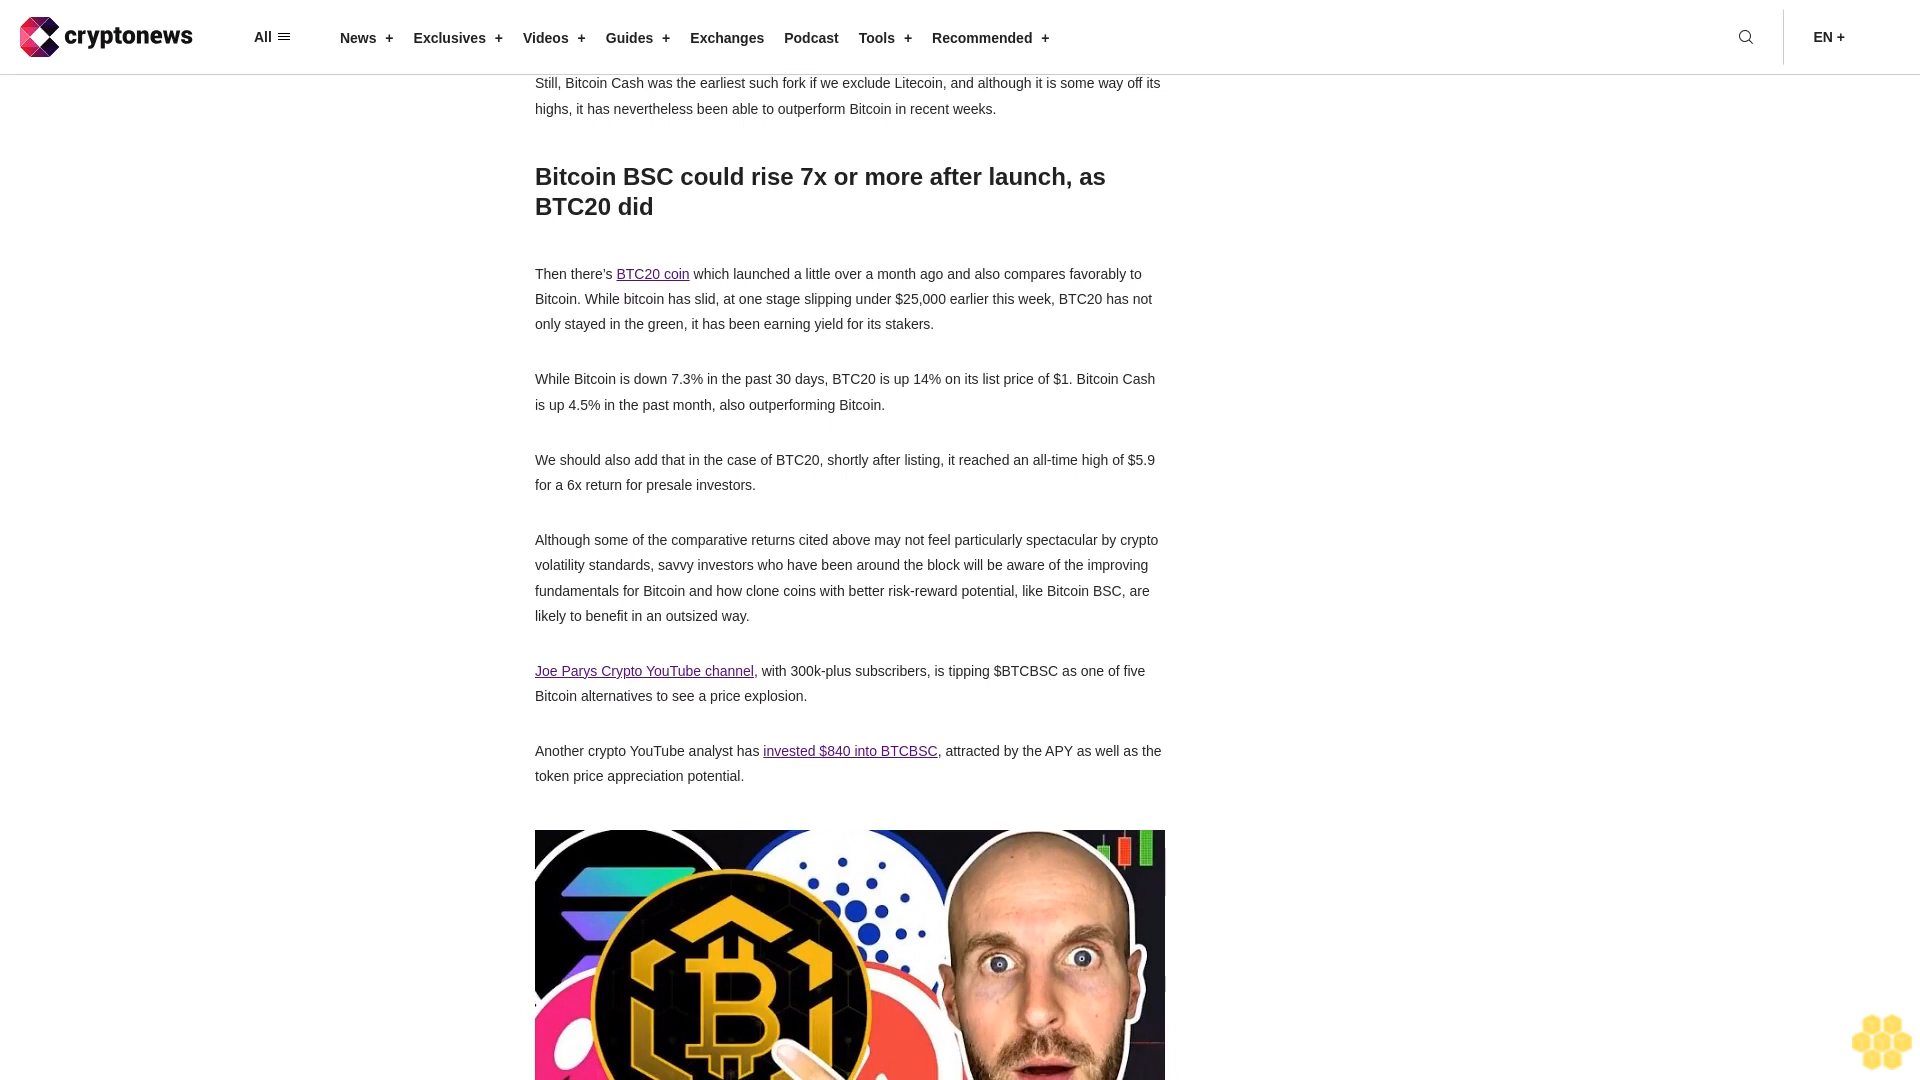 cryptonews
All
News +
Exclusives +
Videos +
Guides +
Exchanges
Podcast
Tools +
Recommended +
EN +
Still, Bitcoin Cash was the earliest such fork if we exclude Litecoin, and although it is some way off its
highs, it has nevertheless been able to outperform Bitcoin in recent weeks.
Bitcoin BSC could rise 7x or more after launch, as
BTC20 did
Then there’s BTC20 coin which launched a little over a month ago and also compares favorably to
Bitcoin. While bitcoin has slid, at one stage slipping under $25,000 earlier this week, BTC20 has not
only stayed in the green, it has been earning yield for its stakers.
While Bitcoin is down 7.3% in the past 30 days, BTC20 is up 14% on its list price of $1. Bitcoin Cash
is up 4.5% in the past month, also outperforming Bitcoin.
We should also add that in the case of BTC20, shortly after listing, it reached an all-time high of $5.9
for a 6x return for presale investors.
Although some of the comparative returns cited above may not feel particularly spectacular by crypto
volatility standards, savvy investors who have been around the block will be aware of the improving
fundamentals for Bitcoin and how clone coins with better risk-reward potential, like Bitcoin BSC, are
likely to benefit in an outsized way.
Joe Parys Crypto YouTube channel, with 300k-plus subscribers, is tipping $BTCBSC as one of five
Bitcoin alternatives to see a price explosion.
Another crypto YouTube analyst has invested $840 into BTCBSC, attracted by the APY as well as the
token price appreciation potential.